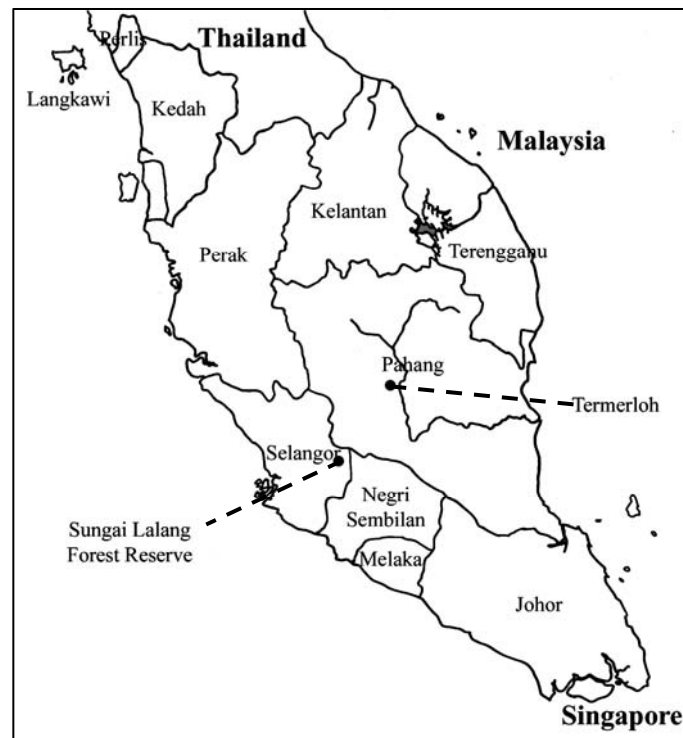 Perlis
Thailand
Langkawi
Kedah
Malaysia
Kelantan
Perak
Terengganu
Pahang
Termerloh
Selangor
Negri
Sembilan
Sungai Lalang
Forest Reserve
Melaka
Johor
Singapore